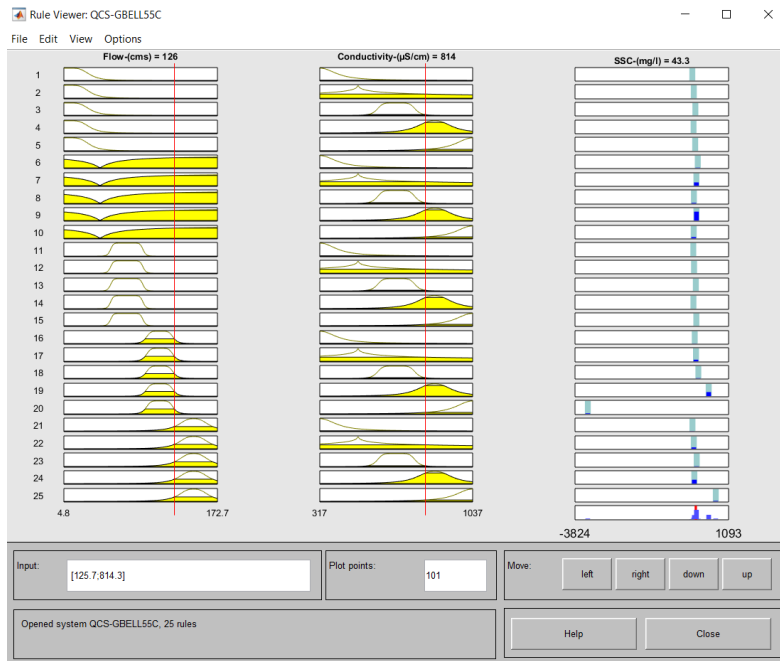 Rule Viewer: QCS-GBELL55C
File Edit View Options
Flow-(cms) = 126
Conductivity-(µS/cm) = 814
SSC-(mg/l) = 43.3
1
2
3
4
5
6
7
8
9
10
11
12
13
14
15
16
17
18
19
20
21
22
23
24
25
4.8 172.7
317 1037
-3824 1093
Input: [125.7;814.3]
Plot points: 101
Move: left right down up
Opened system QCS-GBELL55C, 25 rules
Help Close